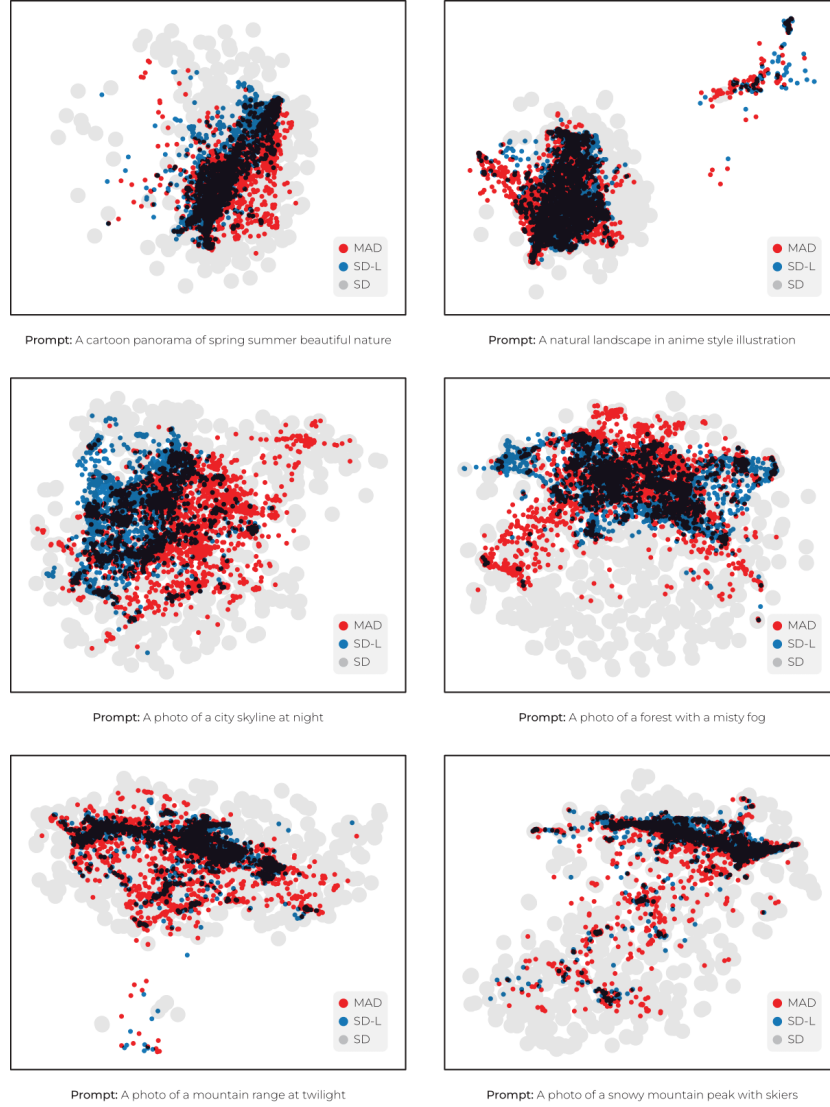 MAD
SD-L
SD
MAD
SD-L
SD
Prompt: A cartoon panorama of spring summer beautiful nature
Prompt: A natural landscape in anime style illustration
MAD
SD-L
SD
MAD
SD-L
SD
Prompt: A photo of a city skyline at night
Prompt: A photo of a forest with a misty fog
MAD
SD-L
SD
MAD
SD-L
SD
Prompt: A photo of a mountain range at twilight
Prompt: A photo of a snowy mountain peak with skiers